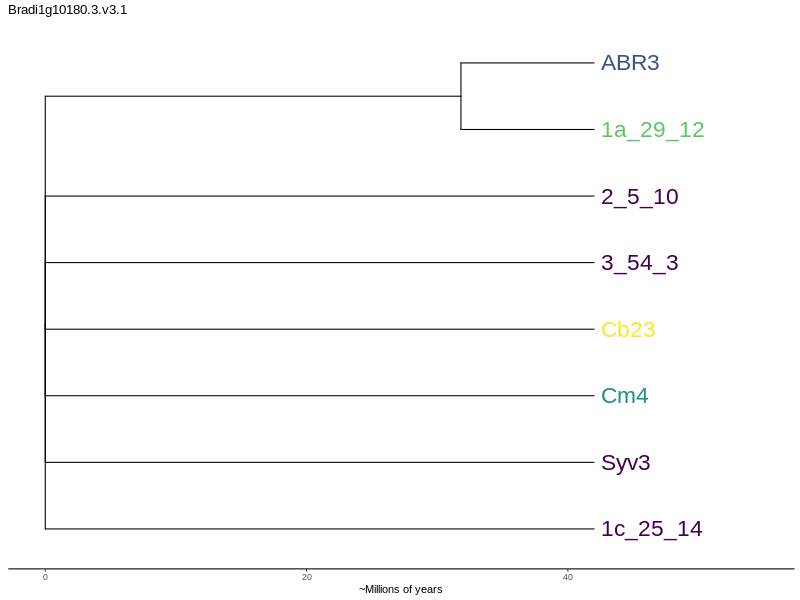 Bradi1g10180.3.v3.1
ABR3
1a_29_12
2_5_10
3_54_3
Cb23
Cm4
Syv3
1c_25_14
0 20 40
~Millions of years